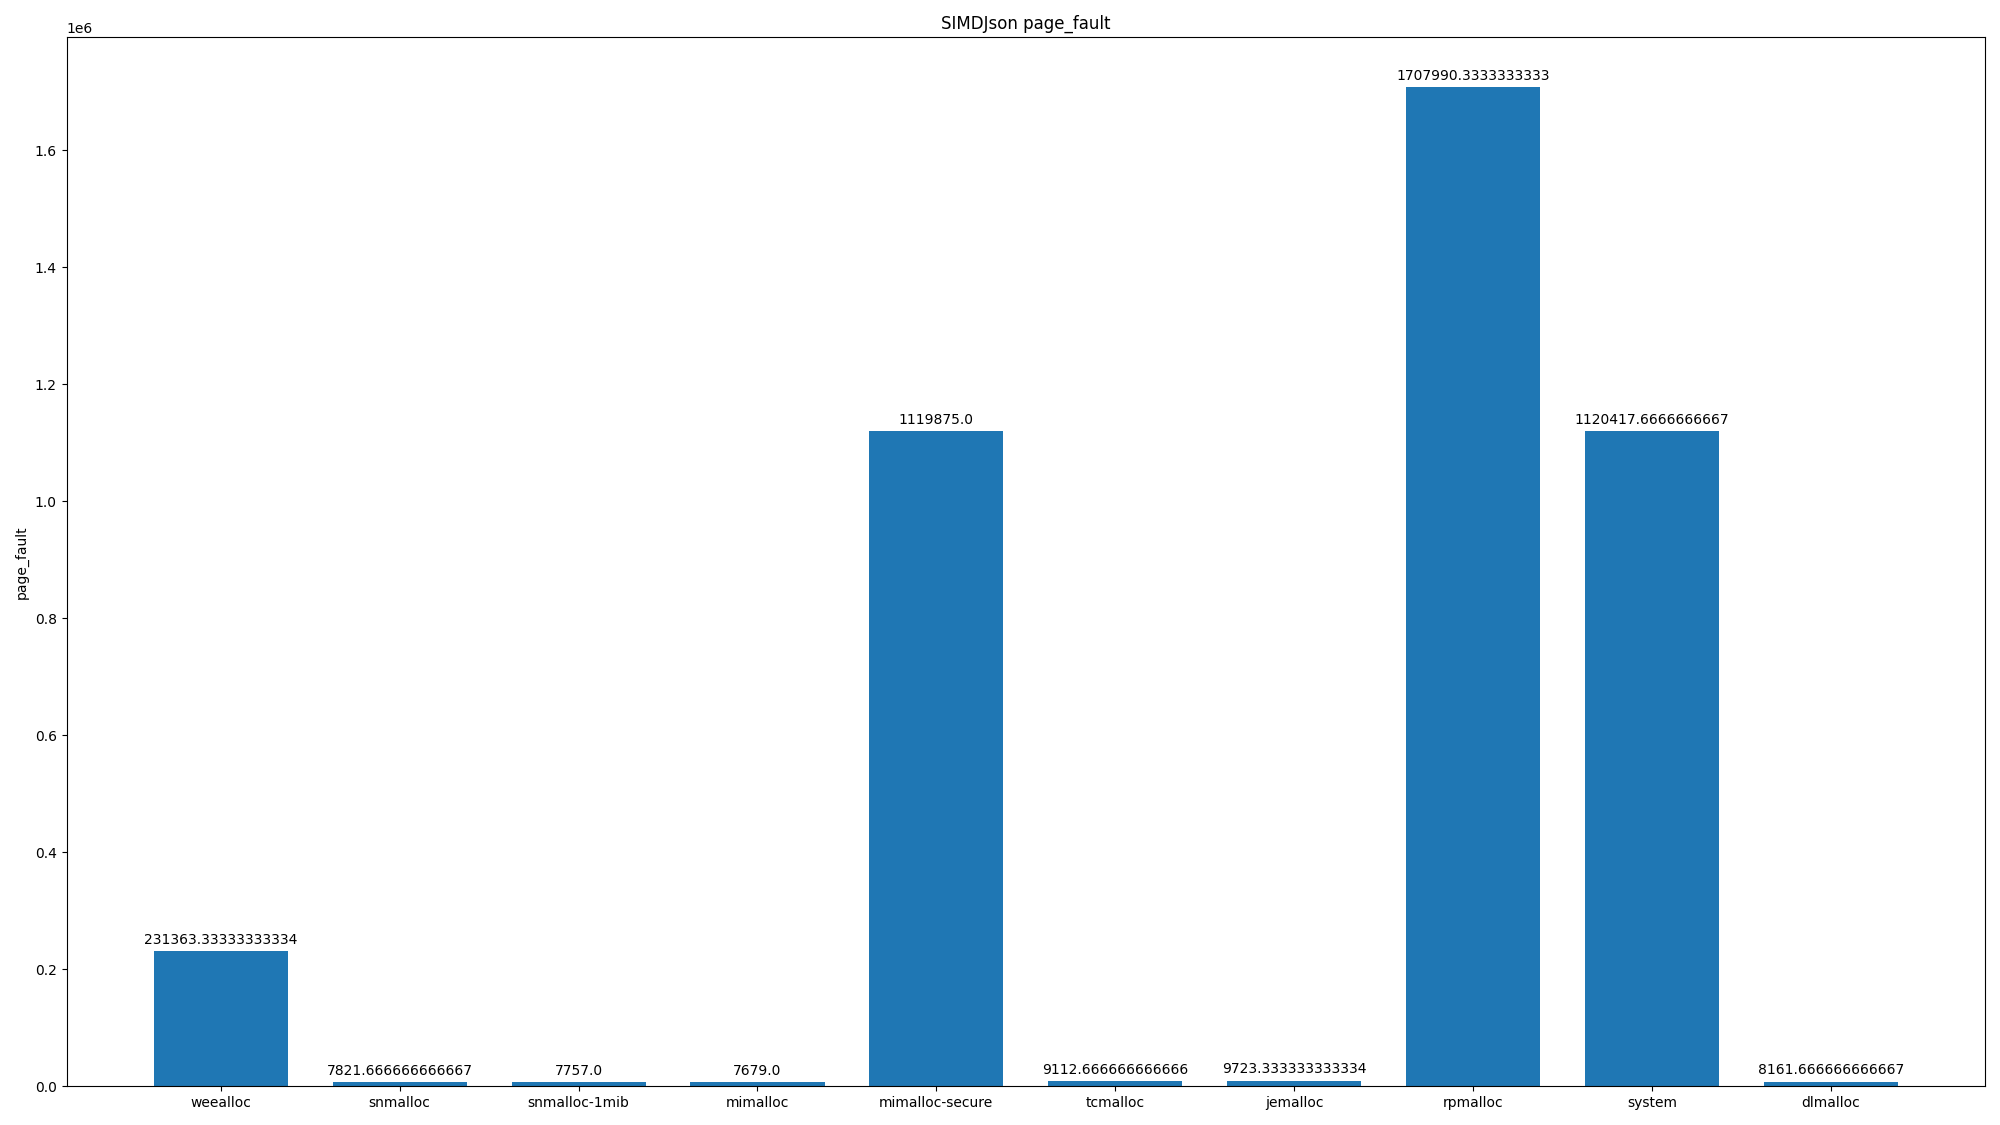 SIMDJson page_fault
1e6
1.6
1.4
1.2
1.0
0.8
0.6
0.4
0.2
0.0
page_fault
231363.33333333334
7821.666666666667
7757.0
7679.0
1119875.0
9112.666666666666
9723.333333333334
1707990.3333333333
1120417.6666666667
8161.666666666667
weealloc
snmalloc
snmalloc-1mib
mimalloc
mimalloc-secure
tcmalloc
jemalloc
rpmalloc
system
dlmalloc